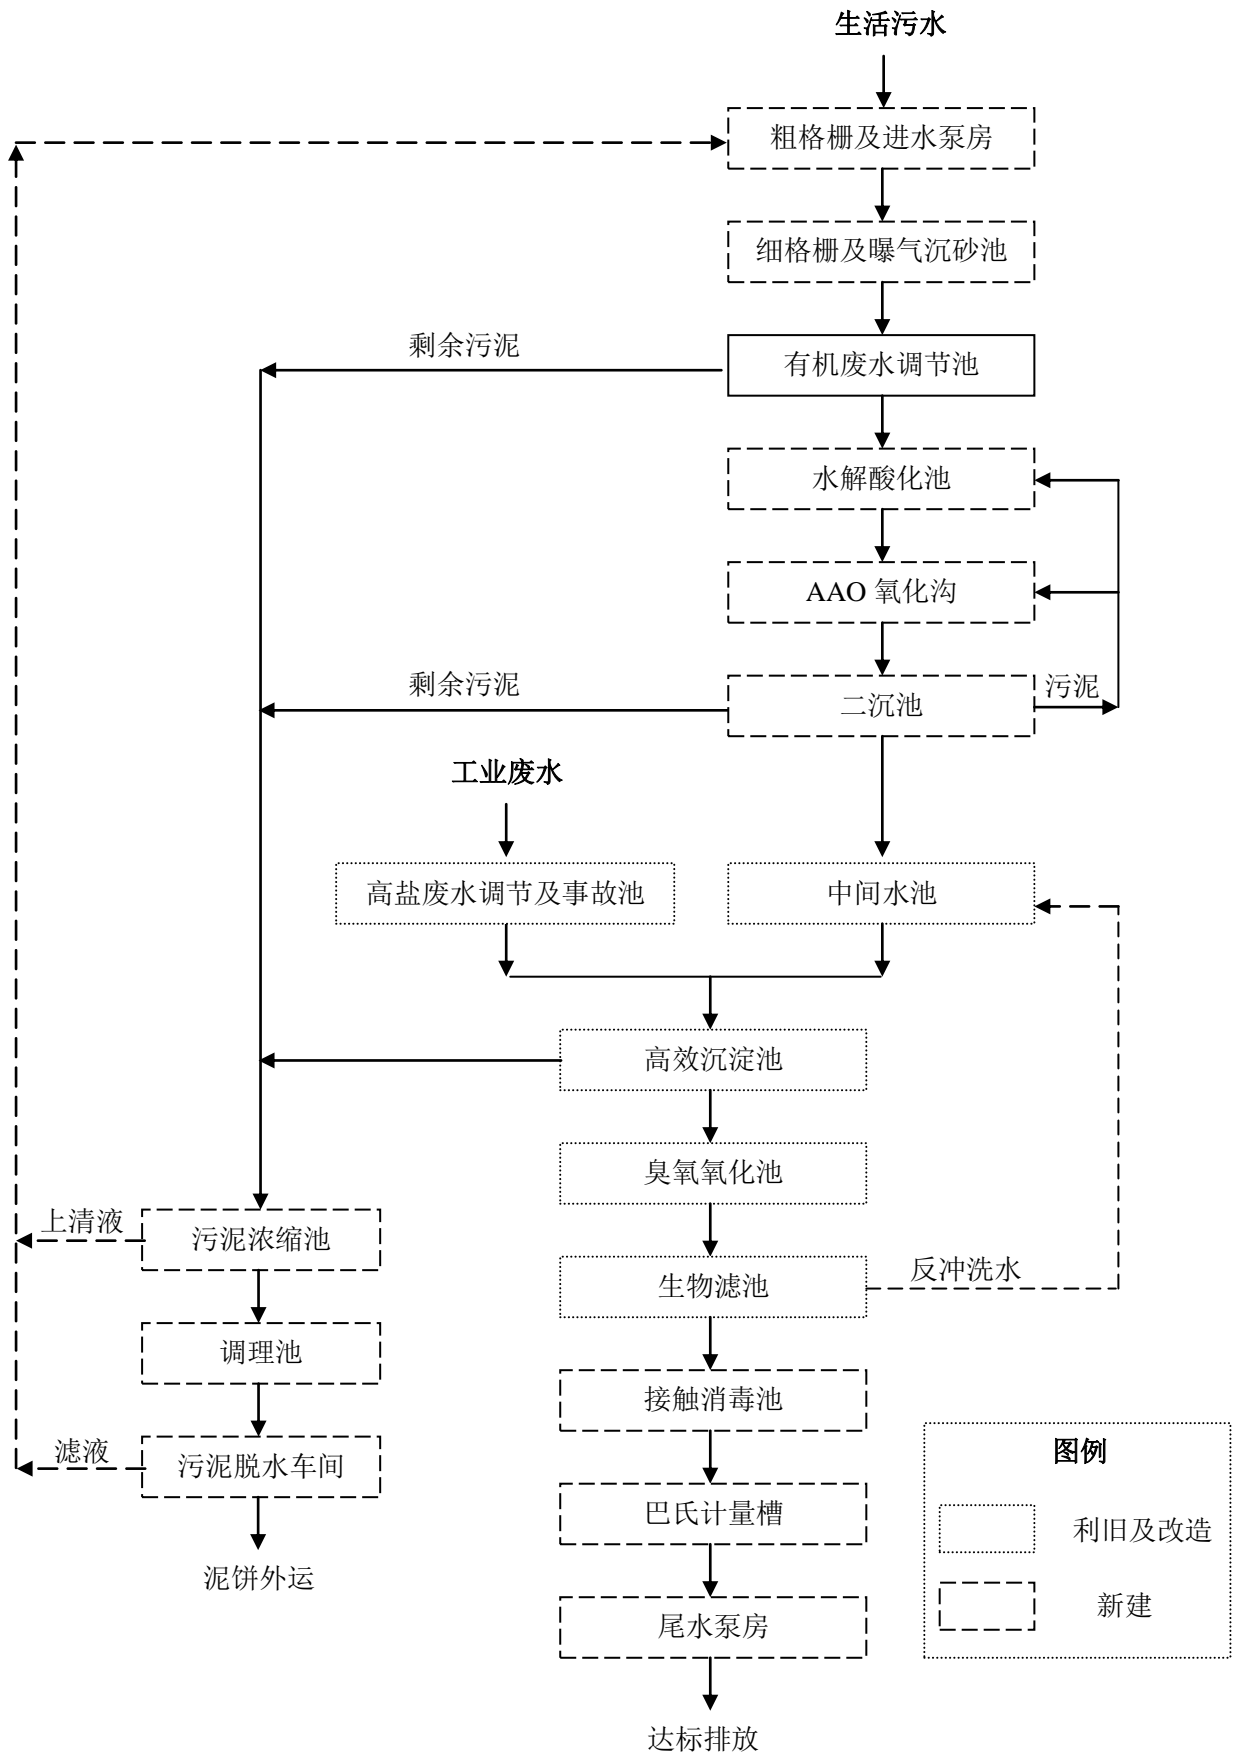 生活污水
粗格栅及进水泵房
细格栅及曝气沉砂池
剩余污泥
有机废水调节池
水解酸化池
AAO 氧化沟
剩余污泥
二沉池
污泥
工业废水
高盐废水调节及事故池
中间水池
高效沉淀池
臭氧氧化池
上清液
污泥浓缩池
生物滤池
反冲洗水
调理池
接触消毒池
滤液
污泥脱水车间
图例
巴氏计量槽
利旧及改造
泥饼外运
尾水泵房
新建
达标排放